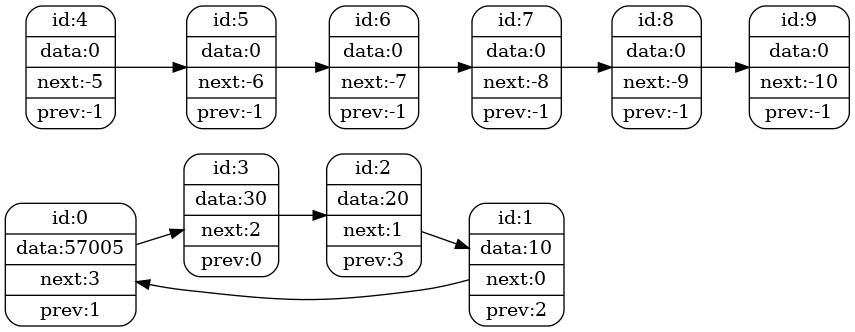 id:4
data:0
next:-5
prev:-1
id:5
data:0
next:-6
prev:-1
id:6
data:0
next:-7
prev:-1
id:7
data:0
next:-8
prev:-1
id:8
data:0
next:-9
prev:-1
id:9
data:0
next:-10
prev:-1
id:0
data:57005
next:3
prev:1
id:3
data:30
next:2
prev:0
id:2
data:20
next:1
prev:3
id:1
data:10
next:0
prev:2